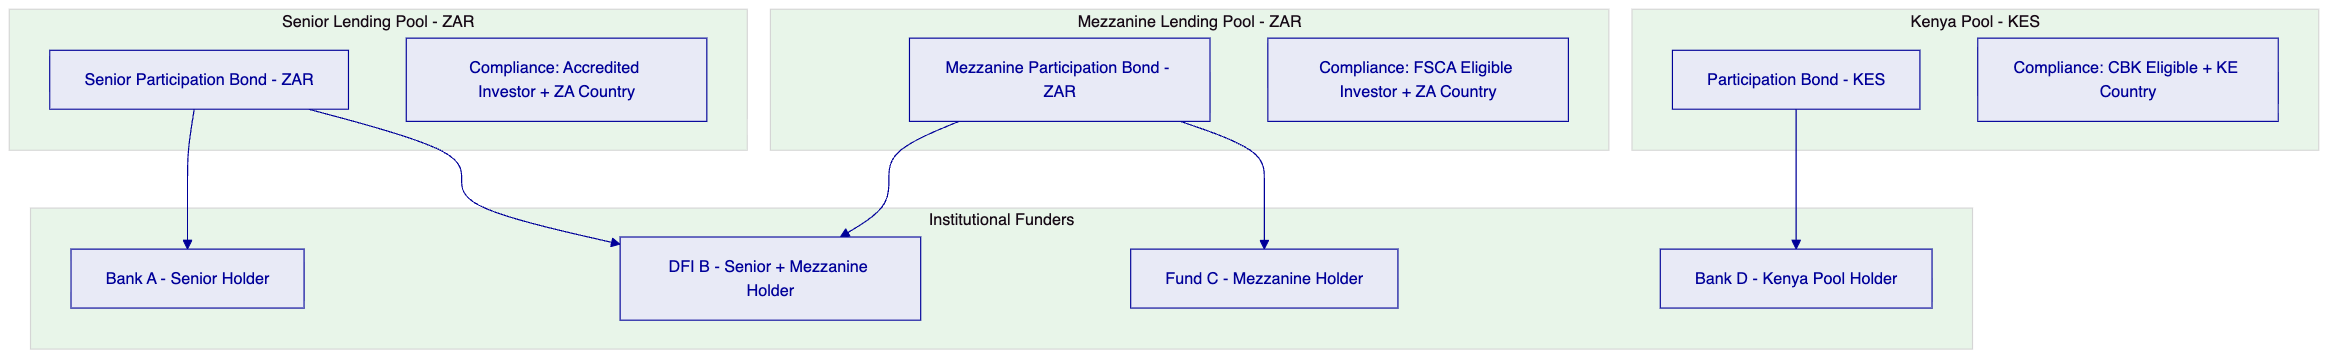 Senior Lending Pool - ZAR
Senior Participation Bond - ZAR
Compliance: Accredited
Investor + ZA Country
Mezzanine Lending Pool - ZAR
Mezzanine Participation Bond -
ZAR
Compliance: FSCA Eligible
Investor + ZA Country
Kenya Pool - KES
Participation Bond - KES
Compliance: CBK Eligible + KE
Country
Institutional Funders
Bank A - Senior Holder
DFI B - Senior + Mezzanine
Holder
Fund C - Mezzanine Holder
Bank D - Kenya Pool Holder